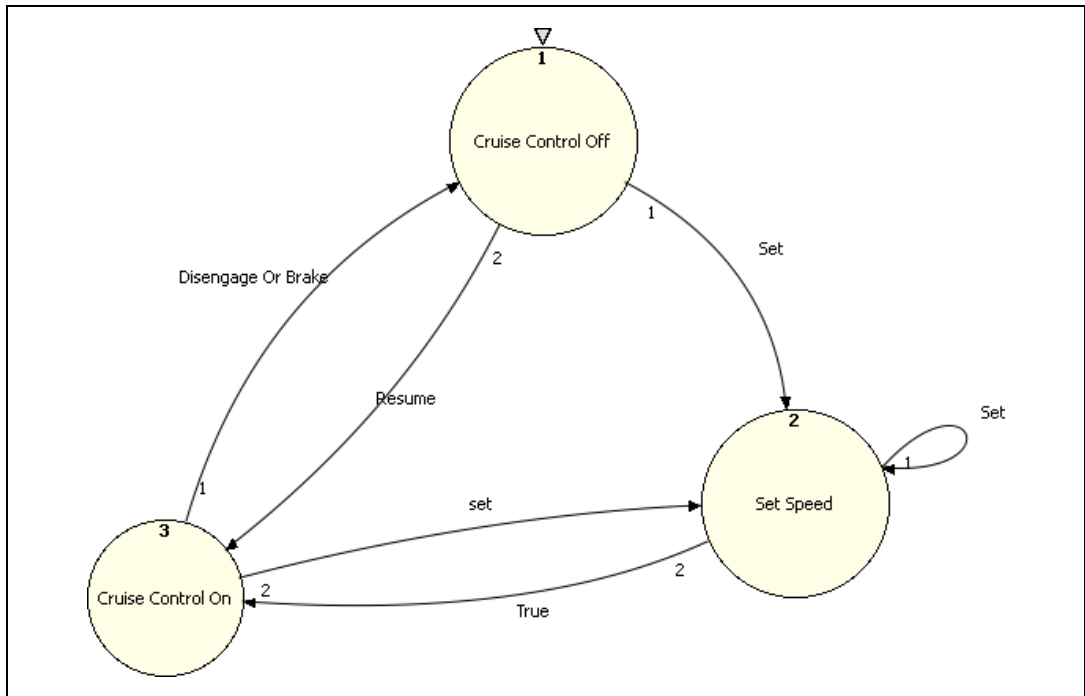 1
Cruise Control Off
1
Set
2
Disengage Or Brake
Resume
2
Set
1
Set Speed
1
set
3
2
Cruise Control On
2
True